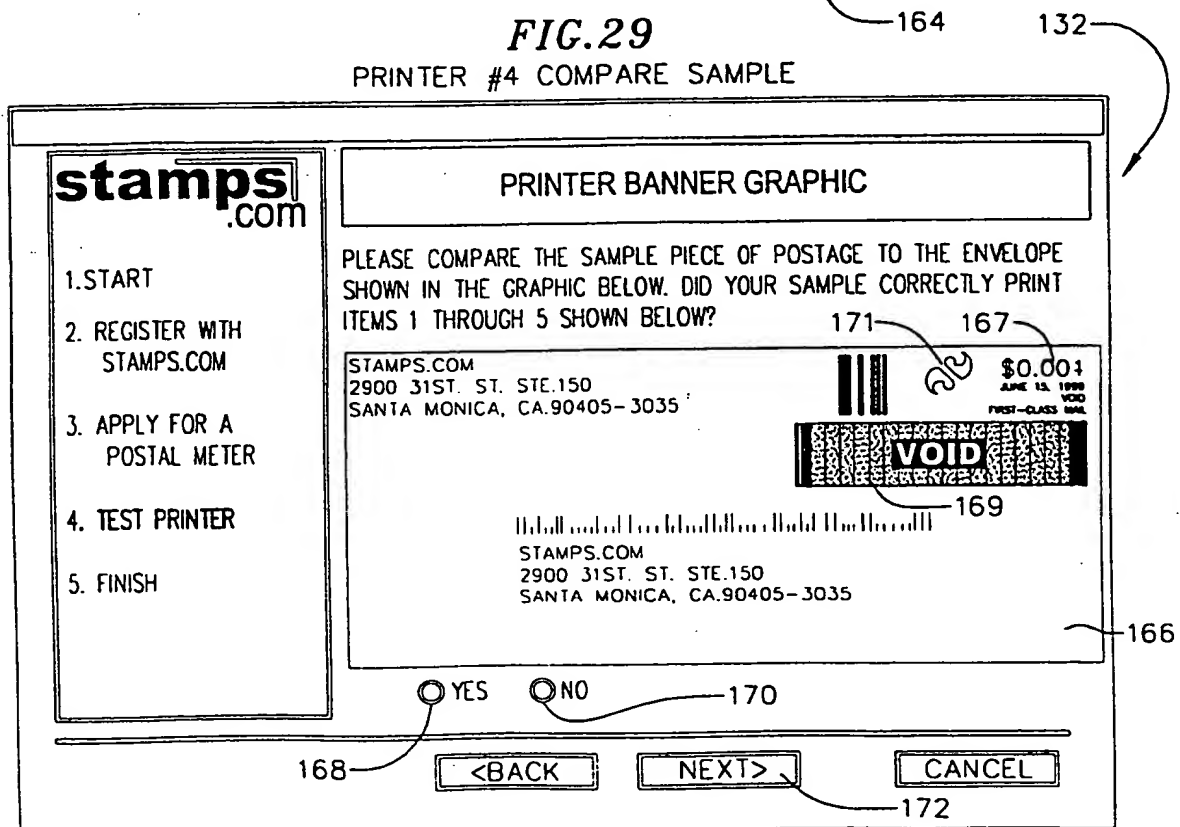 164
132
FIG.29
PRINTER #4 COMPARE SAMPLE
stamps
.com
1.START
2. REGISTER WITH
STAMPS.COM
3. APPLY FOR A
POSTAL METER
4. TEST PRINTER
5. FINISH
PRINTER BANNER GRAPHIC
PLEASE COMPARE THE SAMPLE PIECE OF POSTAGE TO THE ENVELOPE
SHOWN IN THE GRAPHIC BELOW. DID YOUR SAMPLE CORRECTLY PRINT
ITEMS 1 THROUGH 5 SHOWN BELOW?
171
167
STAMPS.COM
2900 31ST. ST. STE.150
SANTA MONICA, CA.90405-3035
JUNE 15, 1999
VOID
FIRST-CLASS MAIL
VOID
169
STAMPS.COM
2900 31ST. ST. STE.150
SANTA MONICA, CA.90405-3035
166
YES NO
170
168
<BACK NEXT> CANCEL
172